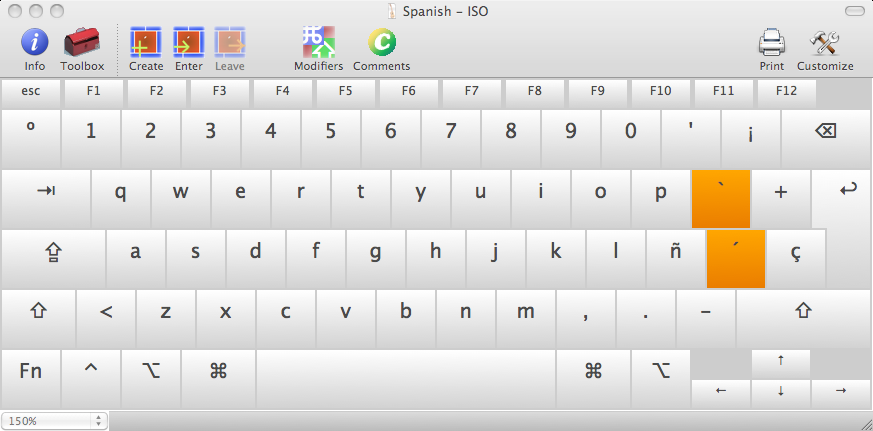 Spanish – ISO
Info Toolbox Create Enter Leave Modifiers Comments Print Customize
esc F1 F2 F3 F4 F5 F6 F7 F8 F9 F10 F11 F12
º 1 2 3 4 5 6 7 8 9 0 ' ¡ ⌫
⇥ q w e r t y u i o p ` + ↩
⇪ a s d f g h j k l ñ ´ ç
⇧ < z x c v b n m , . - ⇧
Fn ^ ⌥ ⌘ ⌘ ⌥ ↑
← ↓ →
150%